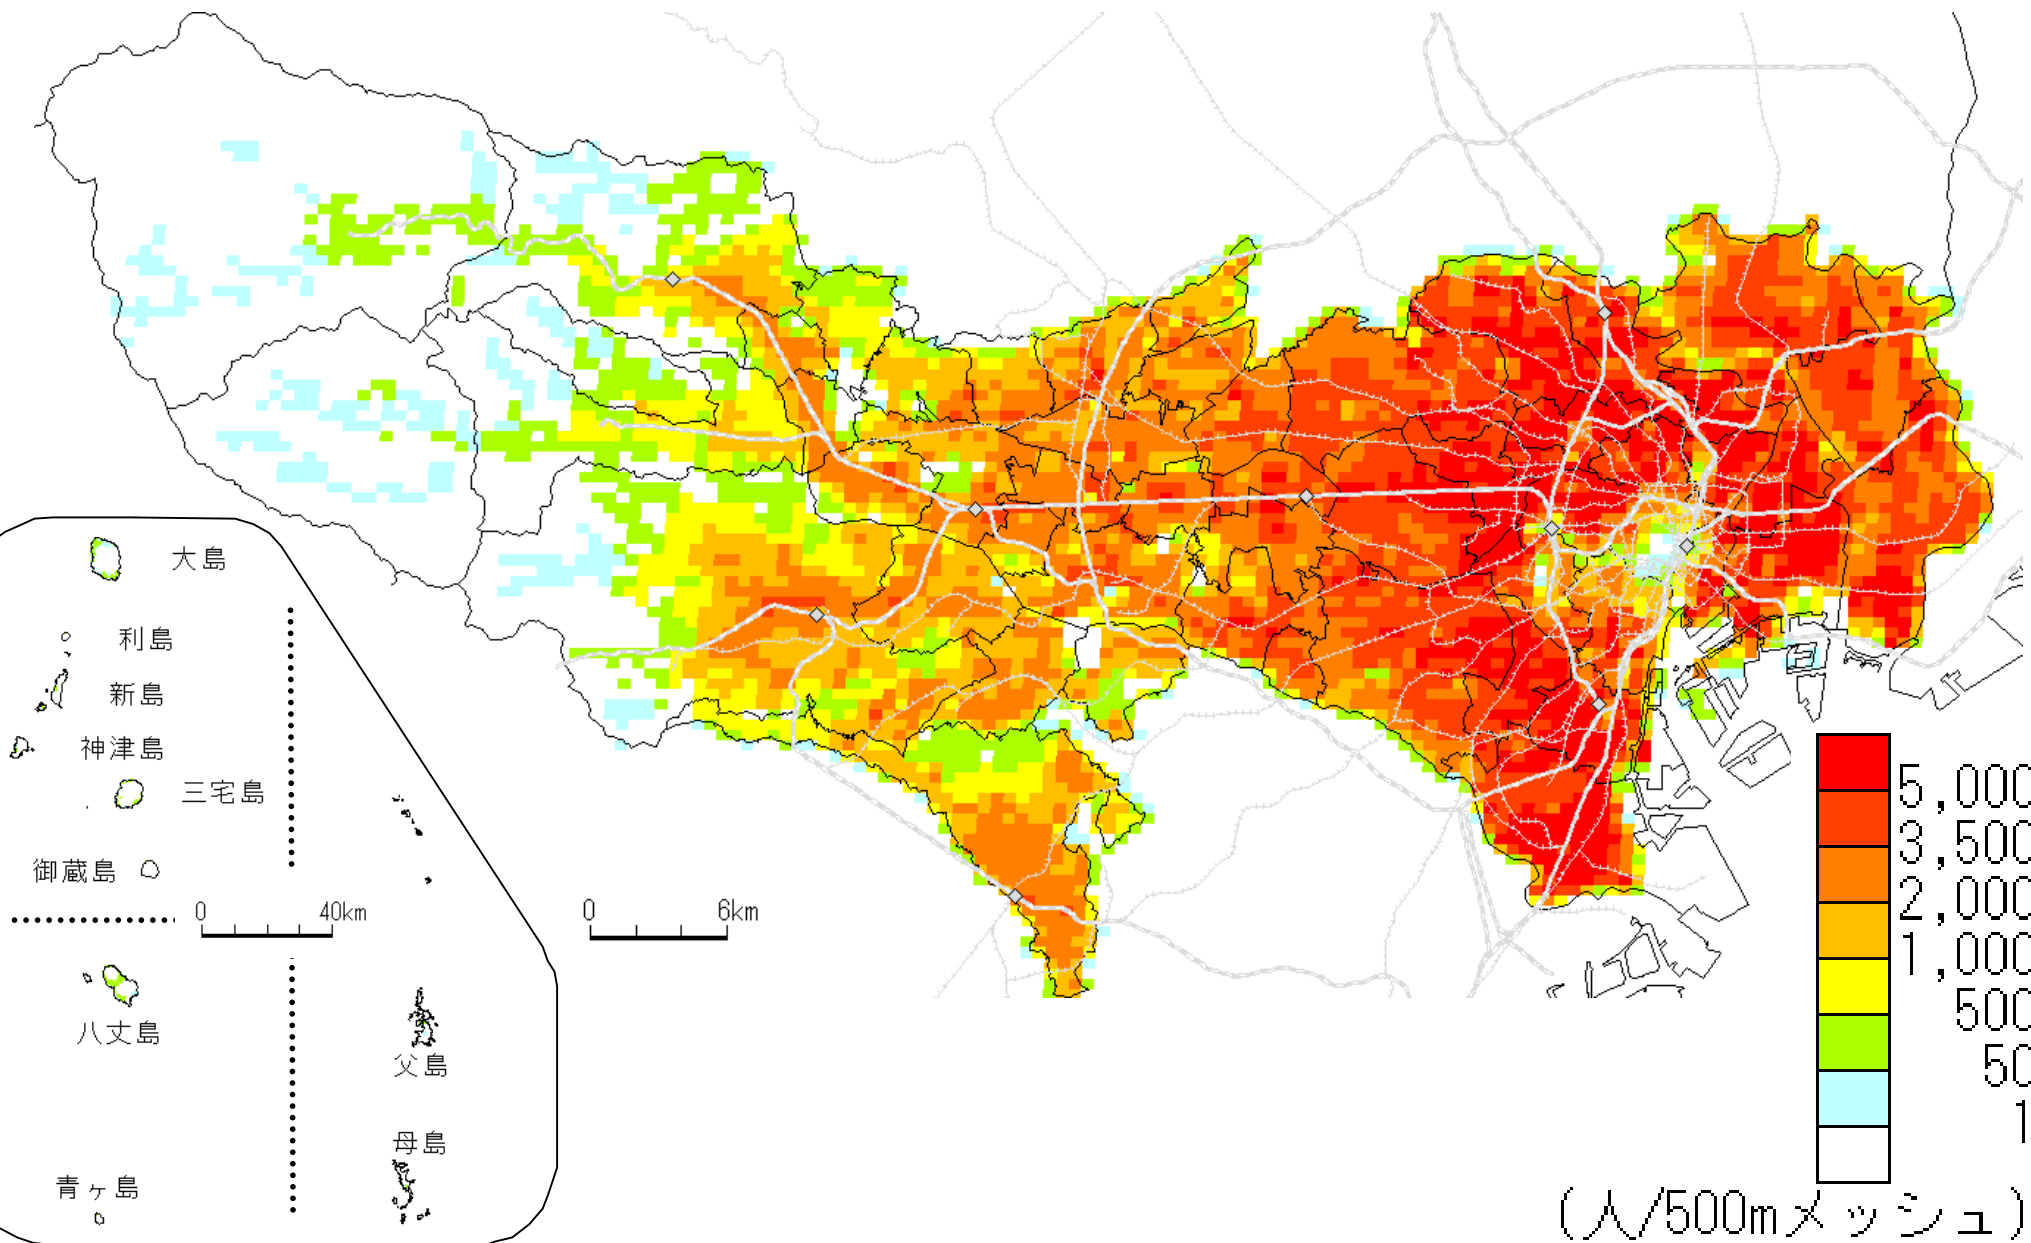 大島
利島
新島
神津島
三宅島
御蔵島
0 40km
0 6km
八丈島
父島
母島
青ヶ島
5,000
3,500
2,000
1,000
500
50
1
(人/500mメッシュ)